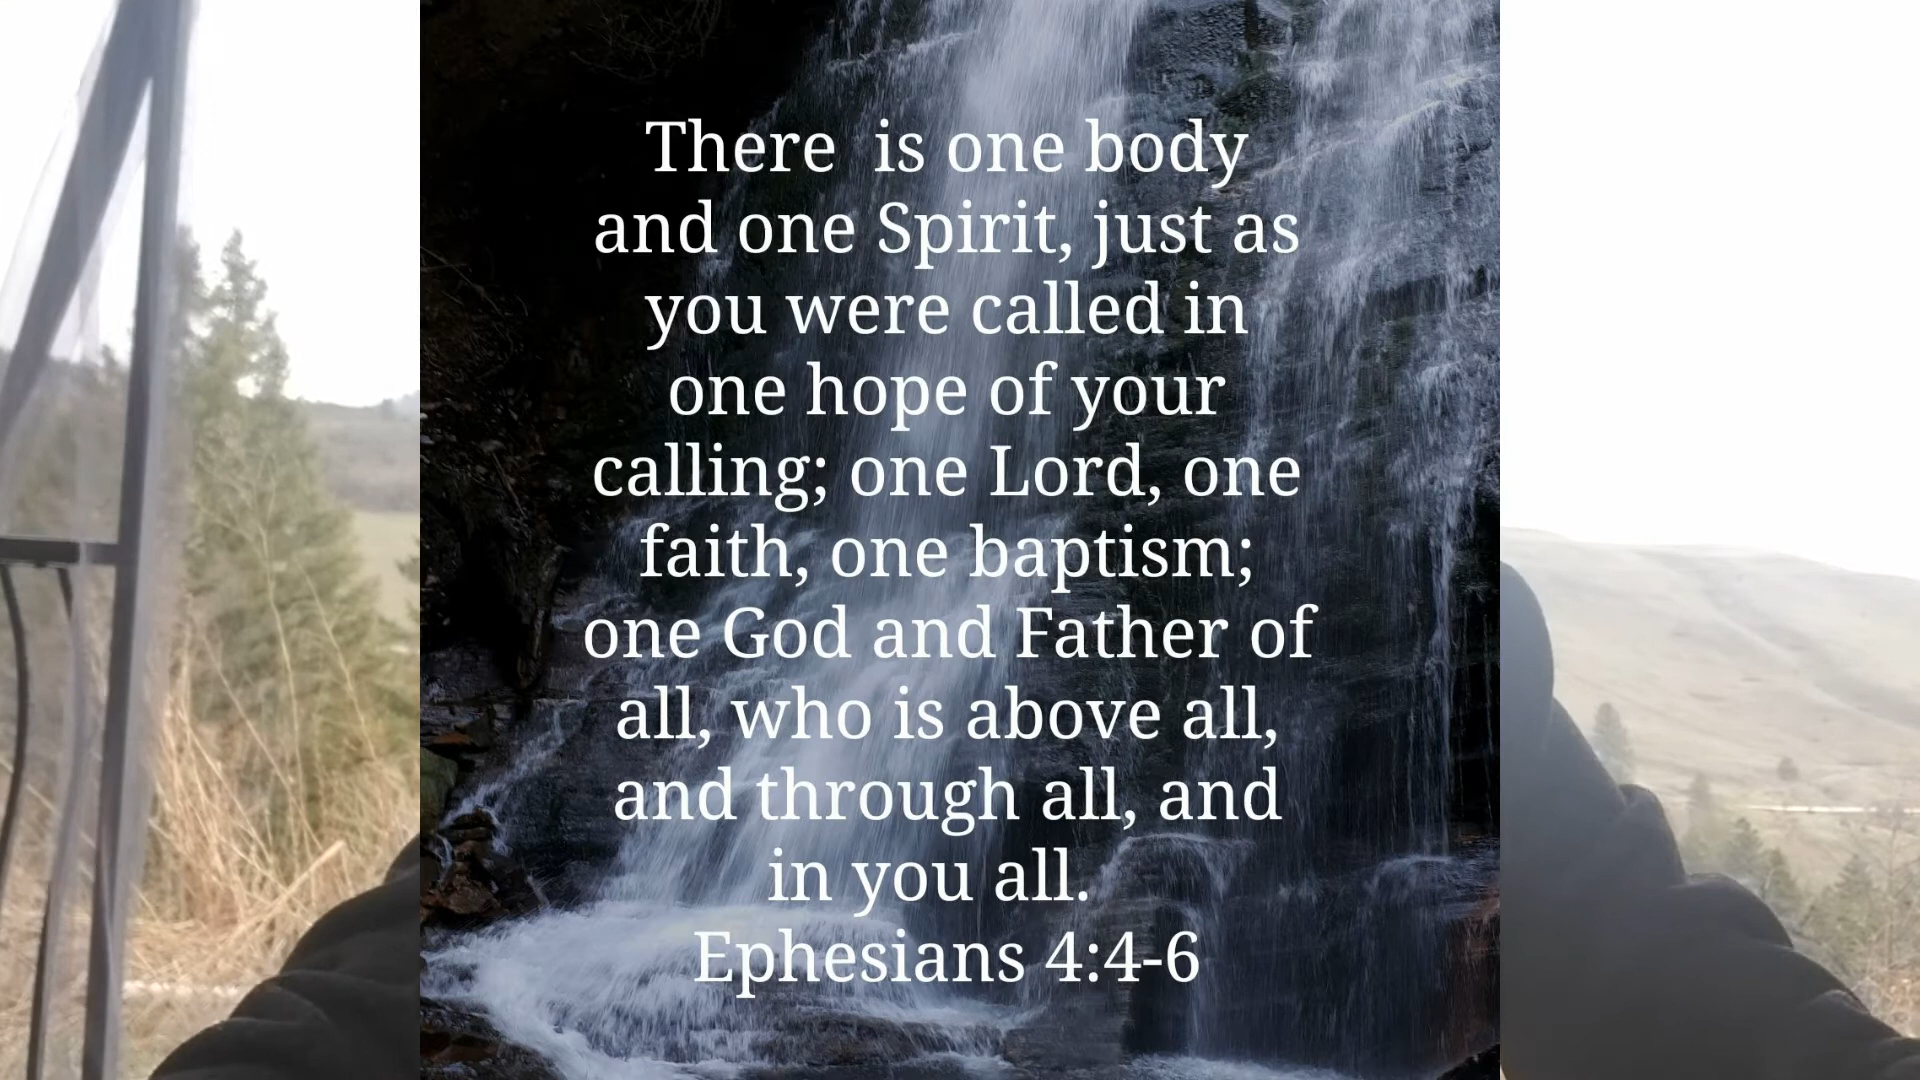 There  is one body
and one Spirit, just as
you were called in
one hope of your
calling; one Lord, one
faith, one baptism;
one God and Father of
all, who is above all,
and through all, and
in you all.
Ephesians 4:4-6